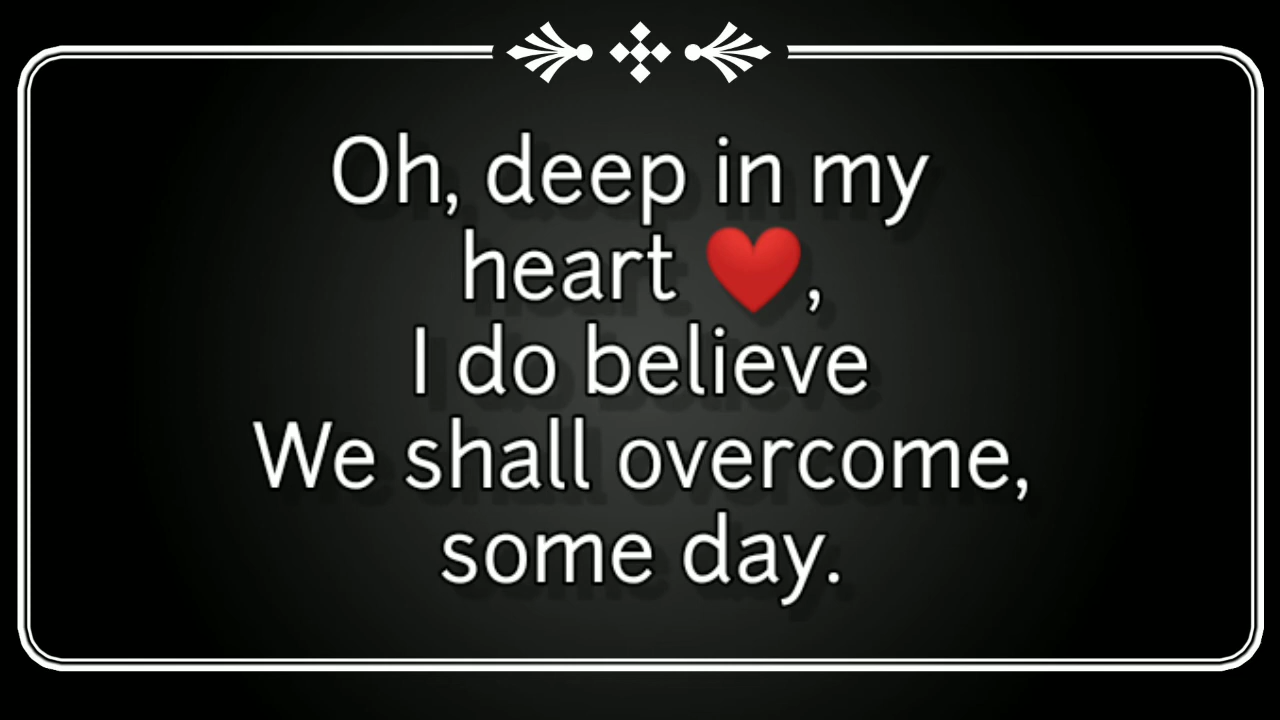 Oh, deep in my
heart ❤️,
I do believe
We shall overcome,
some day.